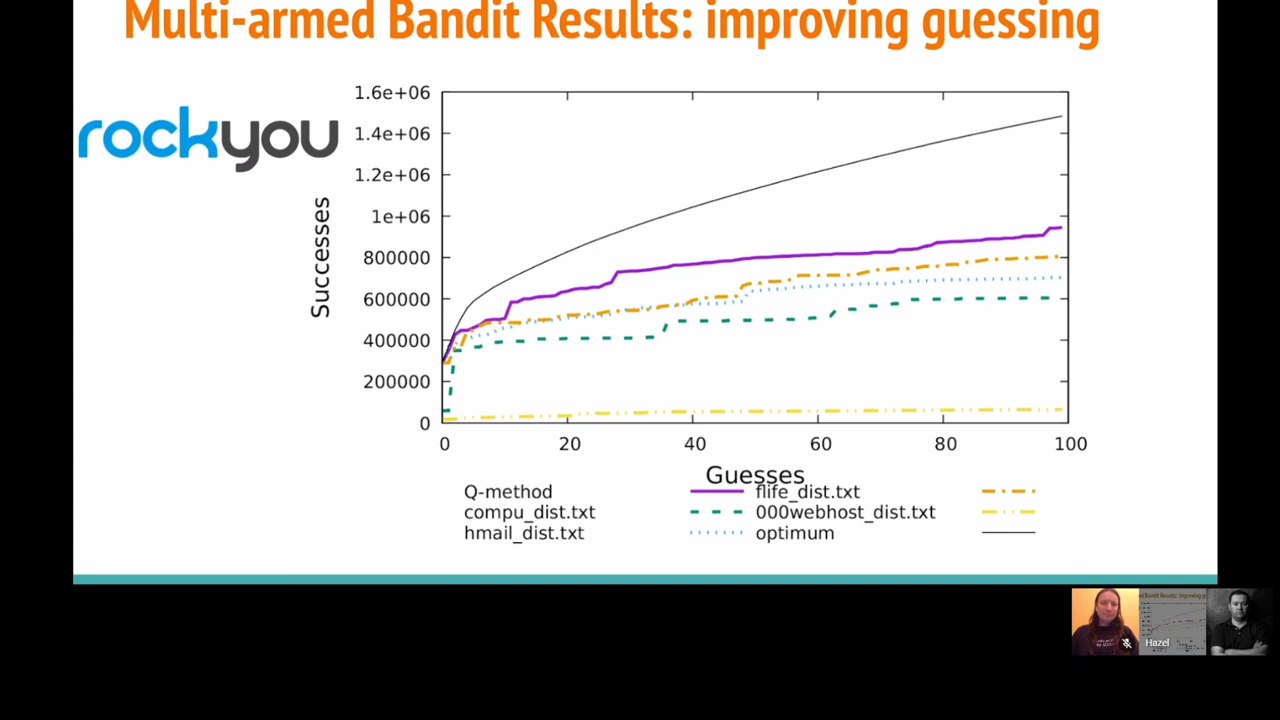 Multi-armed Bandit Results: improving guessing
rockyou
1.6e+06
1.4e+06
1.2e+06
1e+06
800000
600000
400000
200000
0
Successes
0 20 40 60 80 100
Guesses
Q-method flife_dist.txt
compu_dist.txt 000webhost_dist.txt
hmail_dist.txt optimum
Hazel